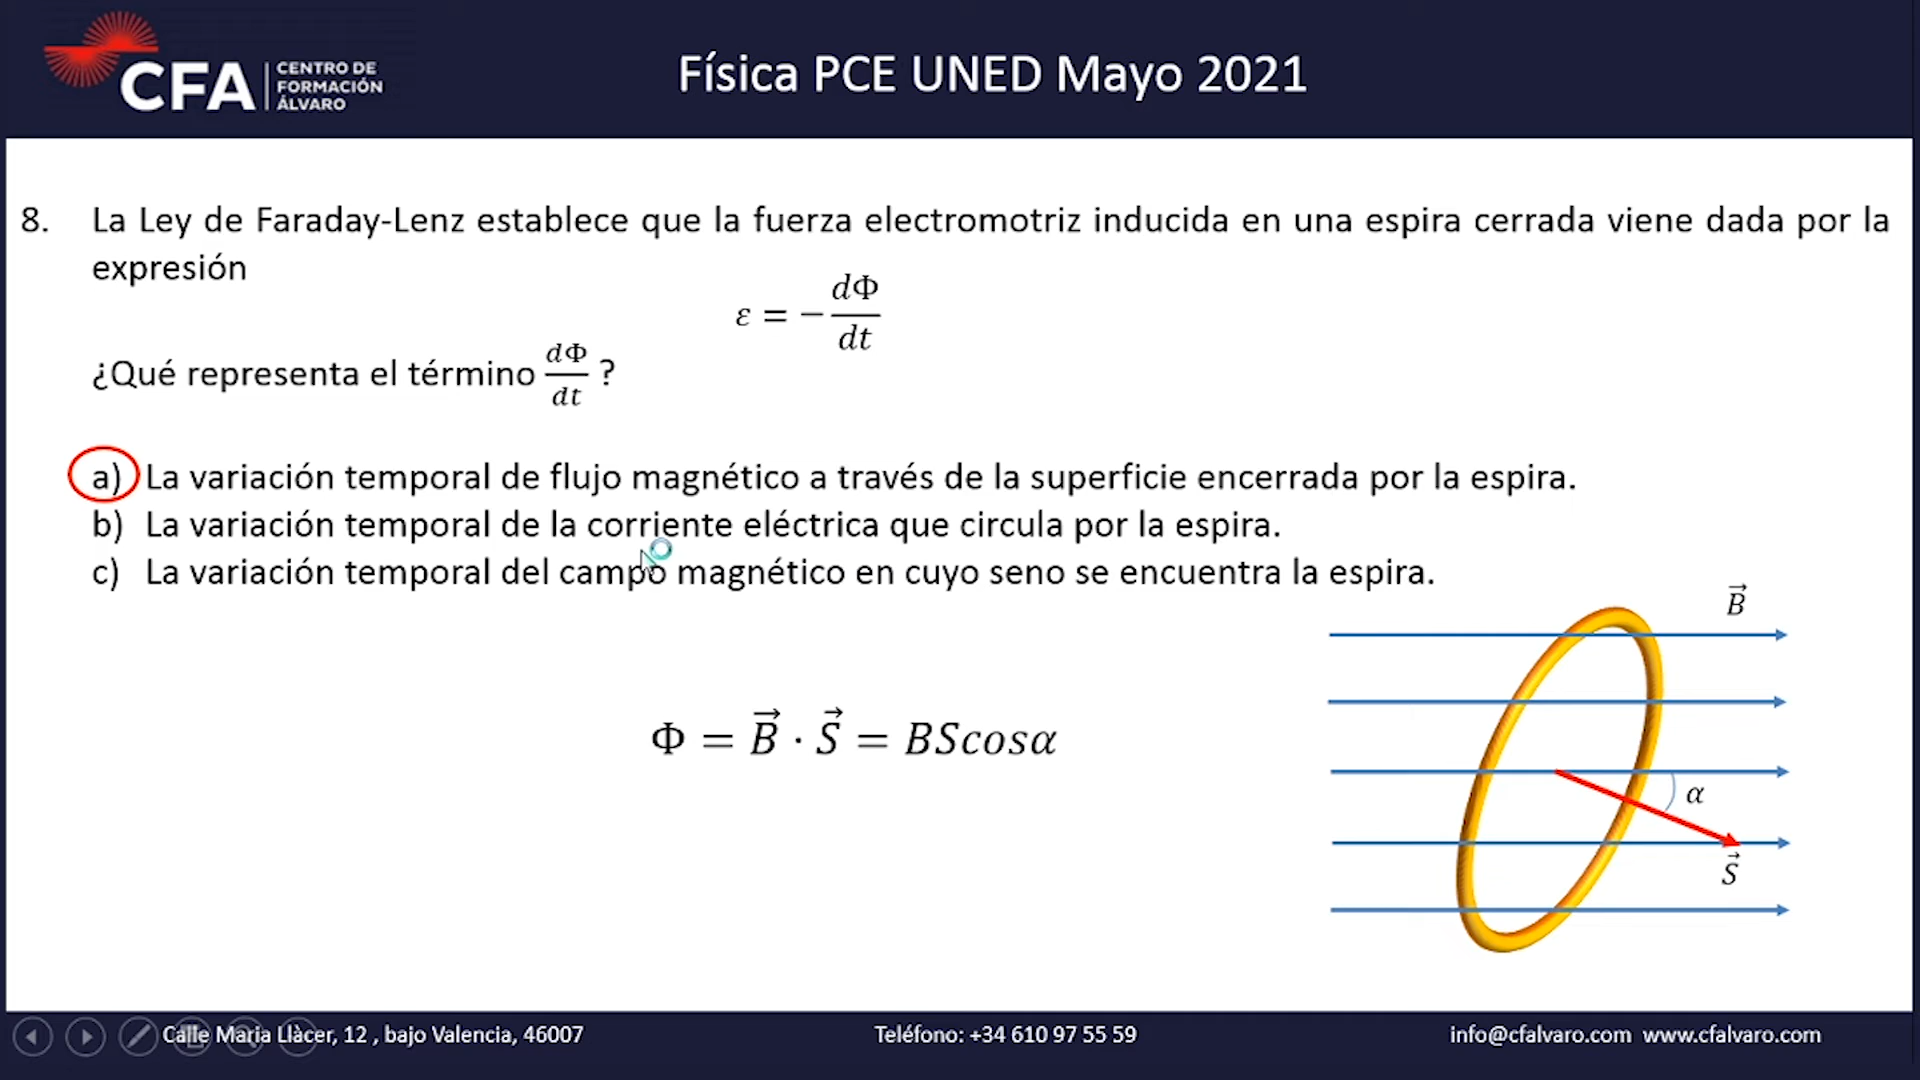 CFA
CENTRO DE
FORMACIÓN
ÁLVARO
Física PCE UNED Mayo 2021
8. La Ley de Faraday-Lenz establece que la fuerza electromotriz inducida en una espira cerrada viene dada por la
expresión
ε = − dΦ/dt
¿Qué representa el término dΦ/dt ?
a) La variación temporal de flujo magnético a través de la superficie encerrada por la espira.
b) La variación temporal de la corriente eléctrica que circula por la espira.
c) La variación temporal del campo magnético en cuyo seno se encuentra la espira.
B⃗
Φ = B⃗ · S⃗ = BScosα
α
S⃗
Calle Maria Llàcer, 12 , bajo Valencia, 46007
Teléfono: +34 610 97 55 59
info@cfalvaro.com www.cfalvaro.com